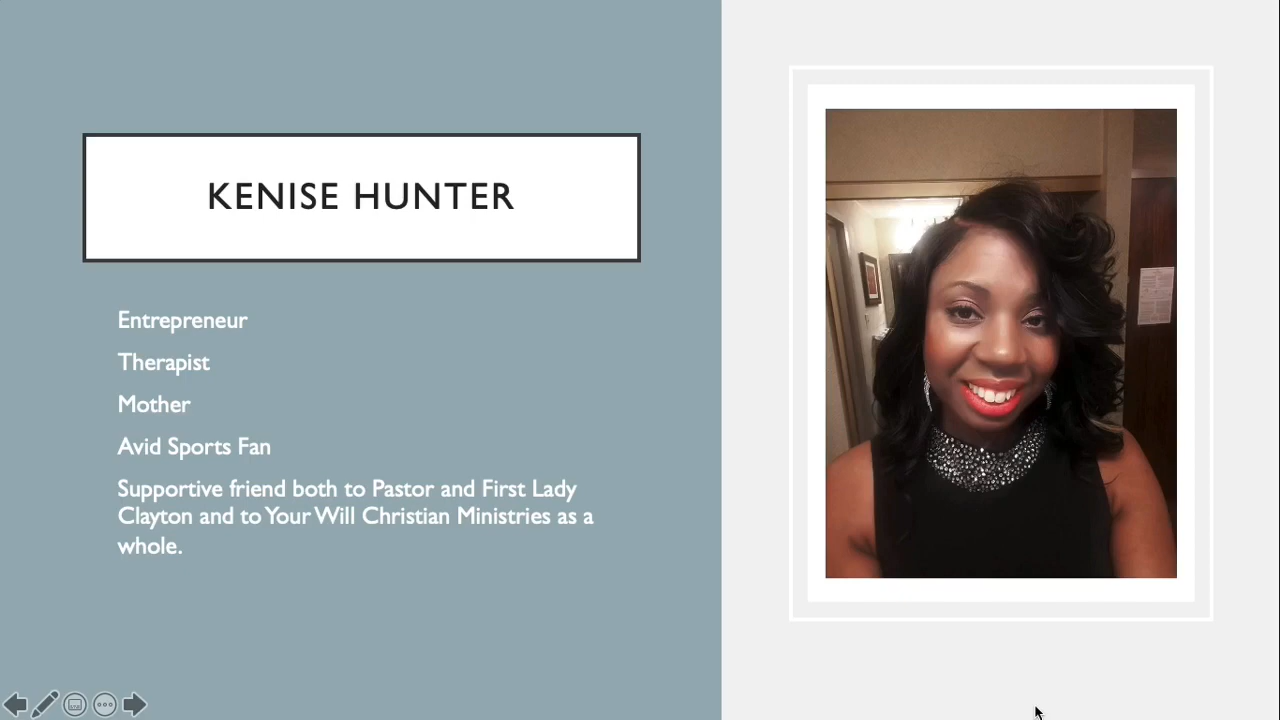 KENISE HUNTER
Entrepreneur
Therapist
Mother
Avid Sports Fan
Supportive friend both to Pastor and First Lady
Clayton and to Your Will Christian Ministries as a
whole.